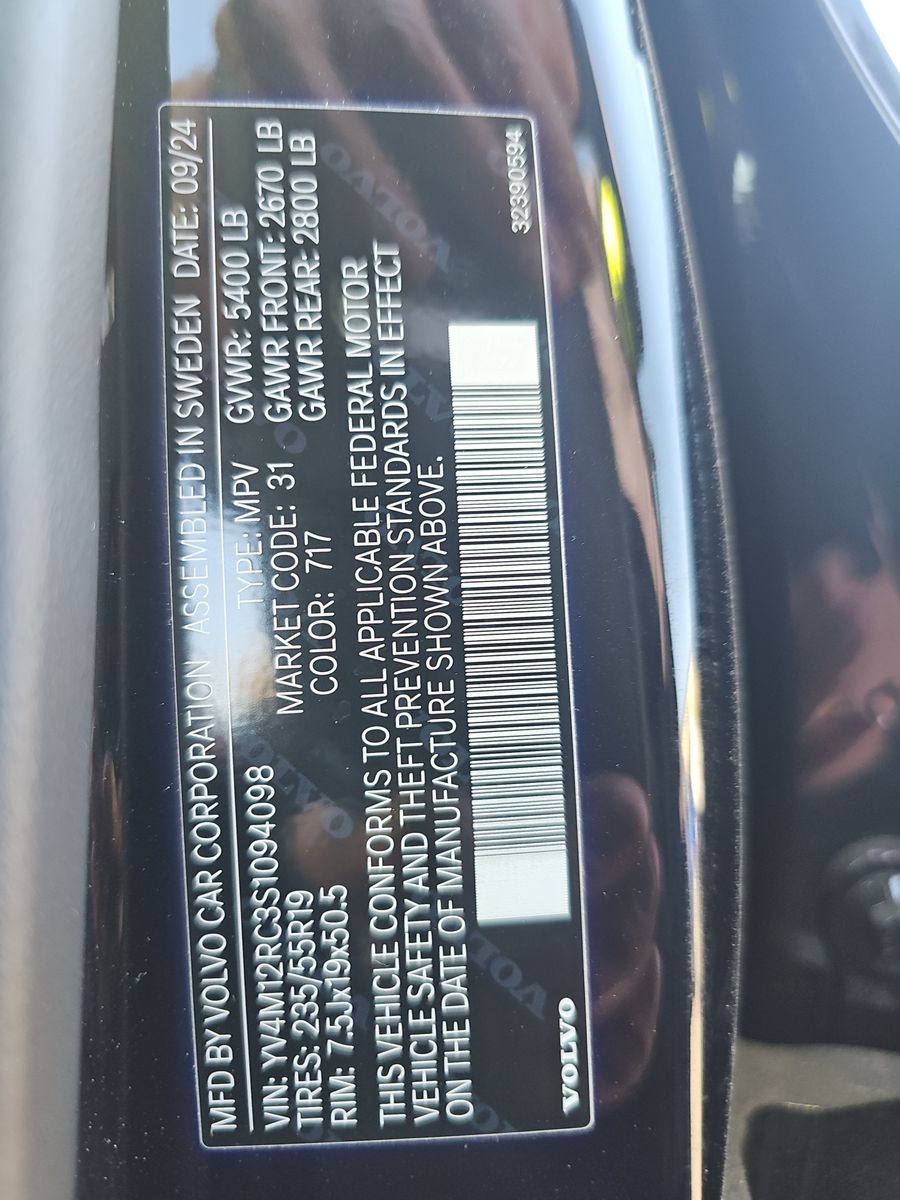 MFD BY VOLVO CAR CORPORATION ASSEMBLED IN SWEDEN DATE: 09/24
VIN: YV4M12RC3S1094098 TYPE: MPV GVWR: 5400 LB
TIRES: 235/55R19 MARKET CODE: 31 GAWR FRONT: 2670 LB
RIM: 7.5Jx19x50.5 COLOR: 717 GAWR REAR: 2800 LB
THIS VEHICLE CONFORMS TO ALL APPLICABLE FEDERAL MOTOR
VEHICLE SAFETY AND THEFT PREVENTION STANDARDS IN EFFECT
ON THE DATE OF MANUFACTURE SHOWN ABOVE.
VOLVO 32390594